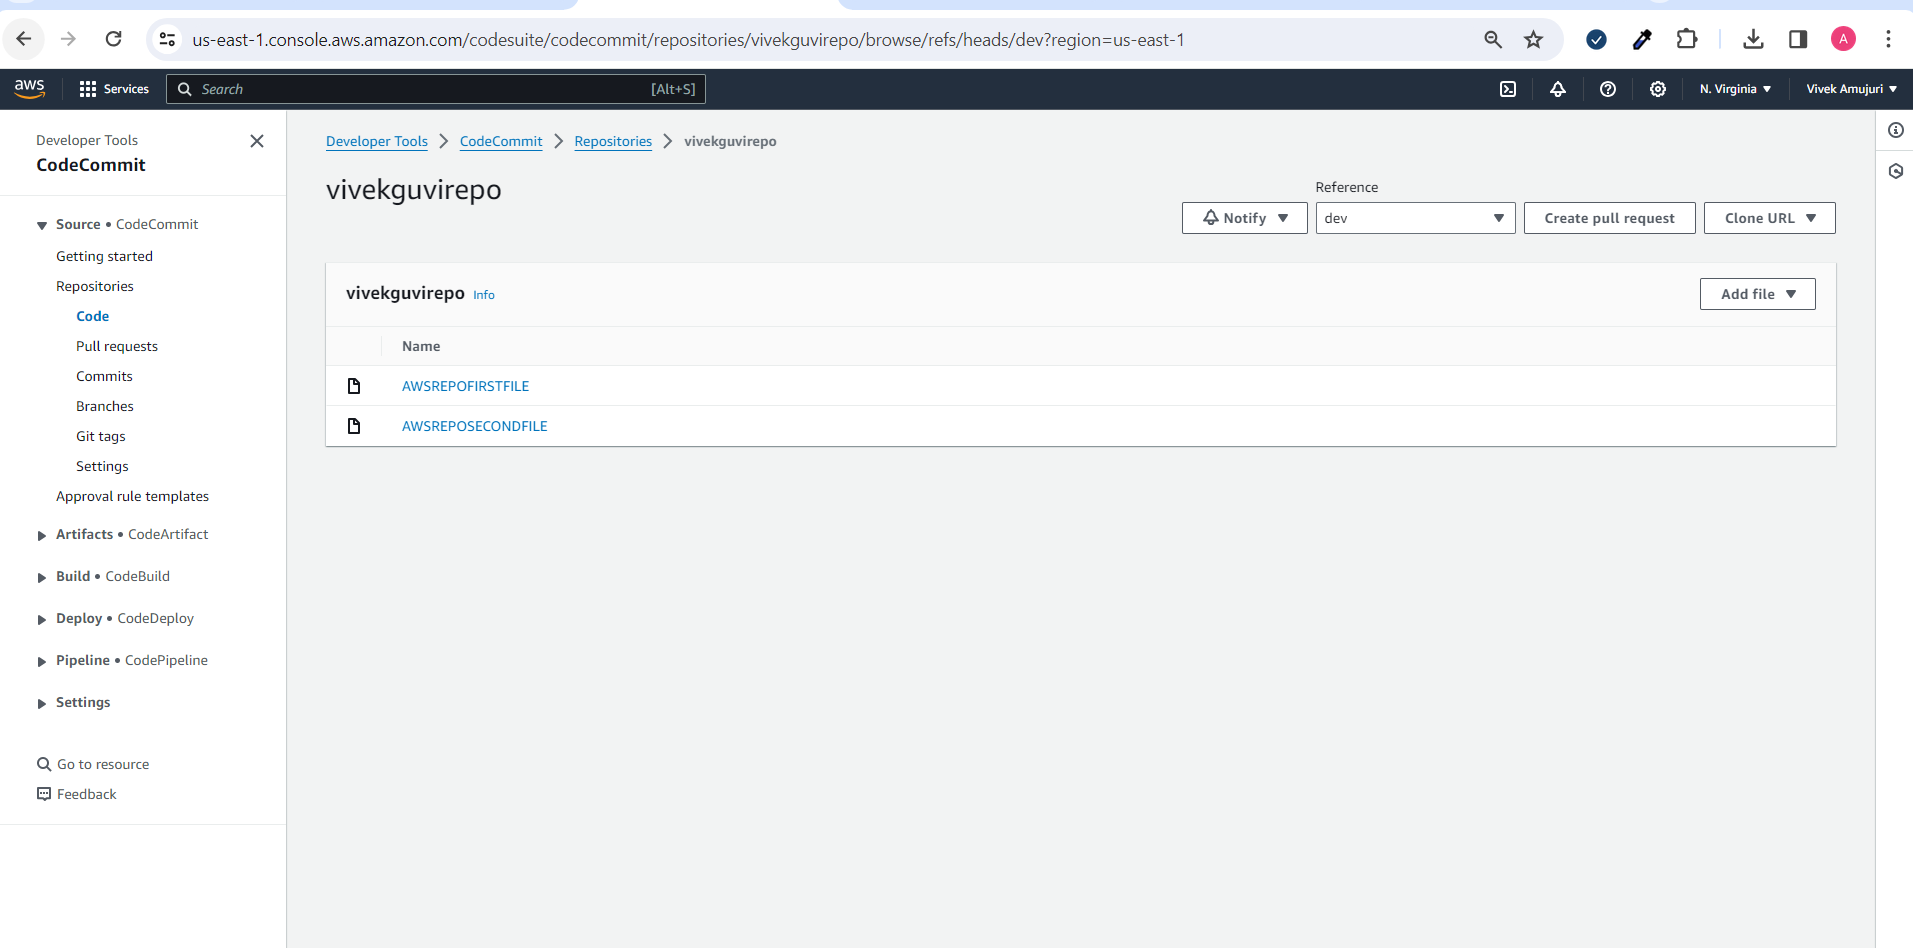 us-east-1.console.aws.amazon.com/codesuite/codecommit/repositories/vivekguvirepo/browse/refs/heads/dev?region=us-east-1
A
aws
Services
Search
[Alt+S]
N. Virginia
Vivek Amujuri
Developer Tools
CodeCommit
Source • CodeCommit
Getting started
Repositories
Code
Pull requests
Commits
Branches
Git tags
Settings
Approval rule templates
Artifacts • CodeArtifact
Build • CodeBuild
Deploy • CodeDeploy
Pipeline • CodePipeline
Settings
Go to resource
Feedback
Developer Tools
CodeCommit
Repositories
vivekguvirepo
vivekguvirepo
Reference
Notify
dev
Create pull request
Clone URL
vivekguvirepo Info
Add file
Name
AWSREPOFIRSTFILE
AWSREPOSECONDFILE